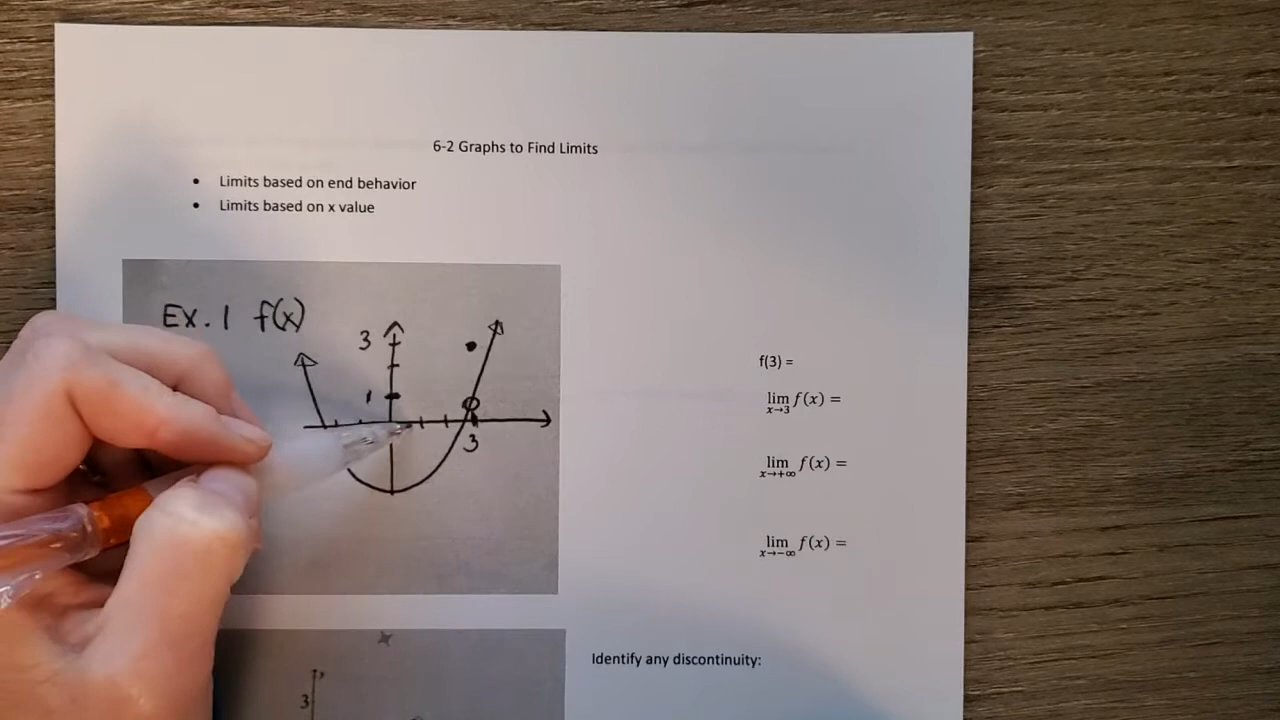 6-2 Graphs to Find Limits
• Limits based on end behavior
• Limits based on x value
Ex. 1 f(x)
3
1
3
f(3) =
lim x→3 f(x) =
lim x→+∞ f(x) =
lim x→−∞ f(x) =
Identify any discontinuity:
3